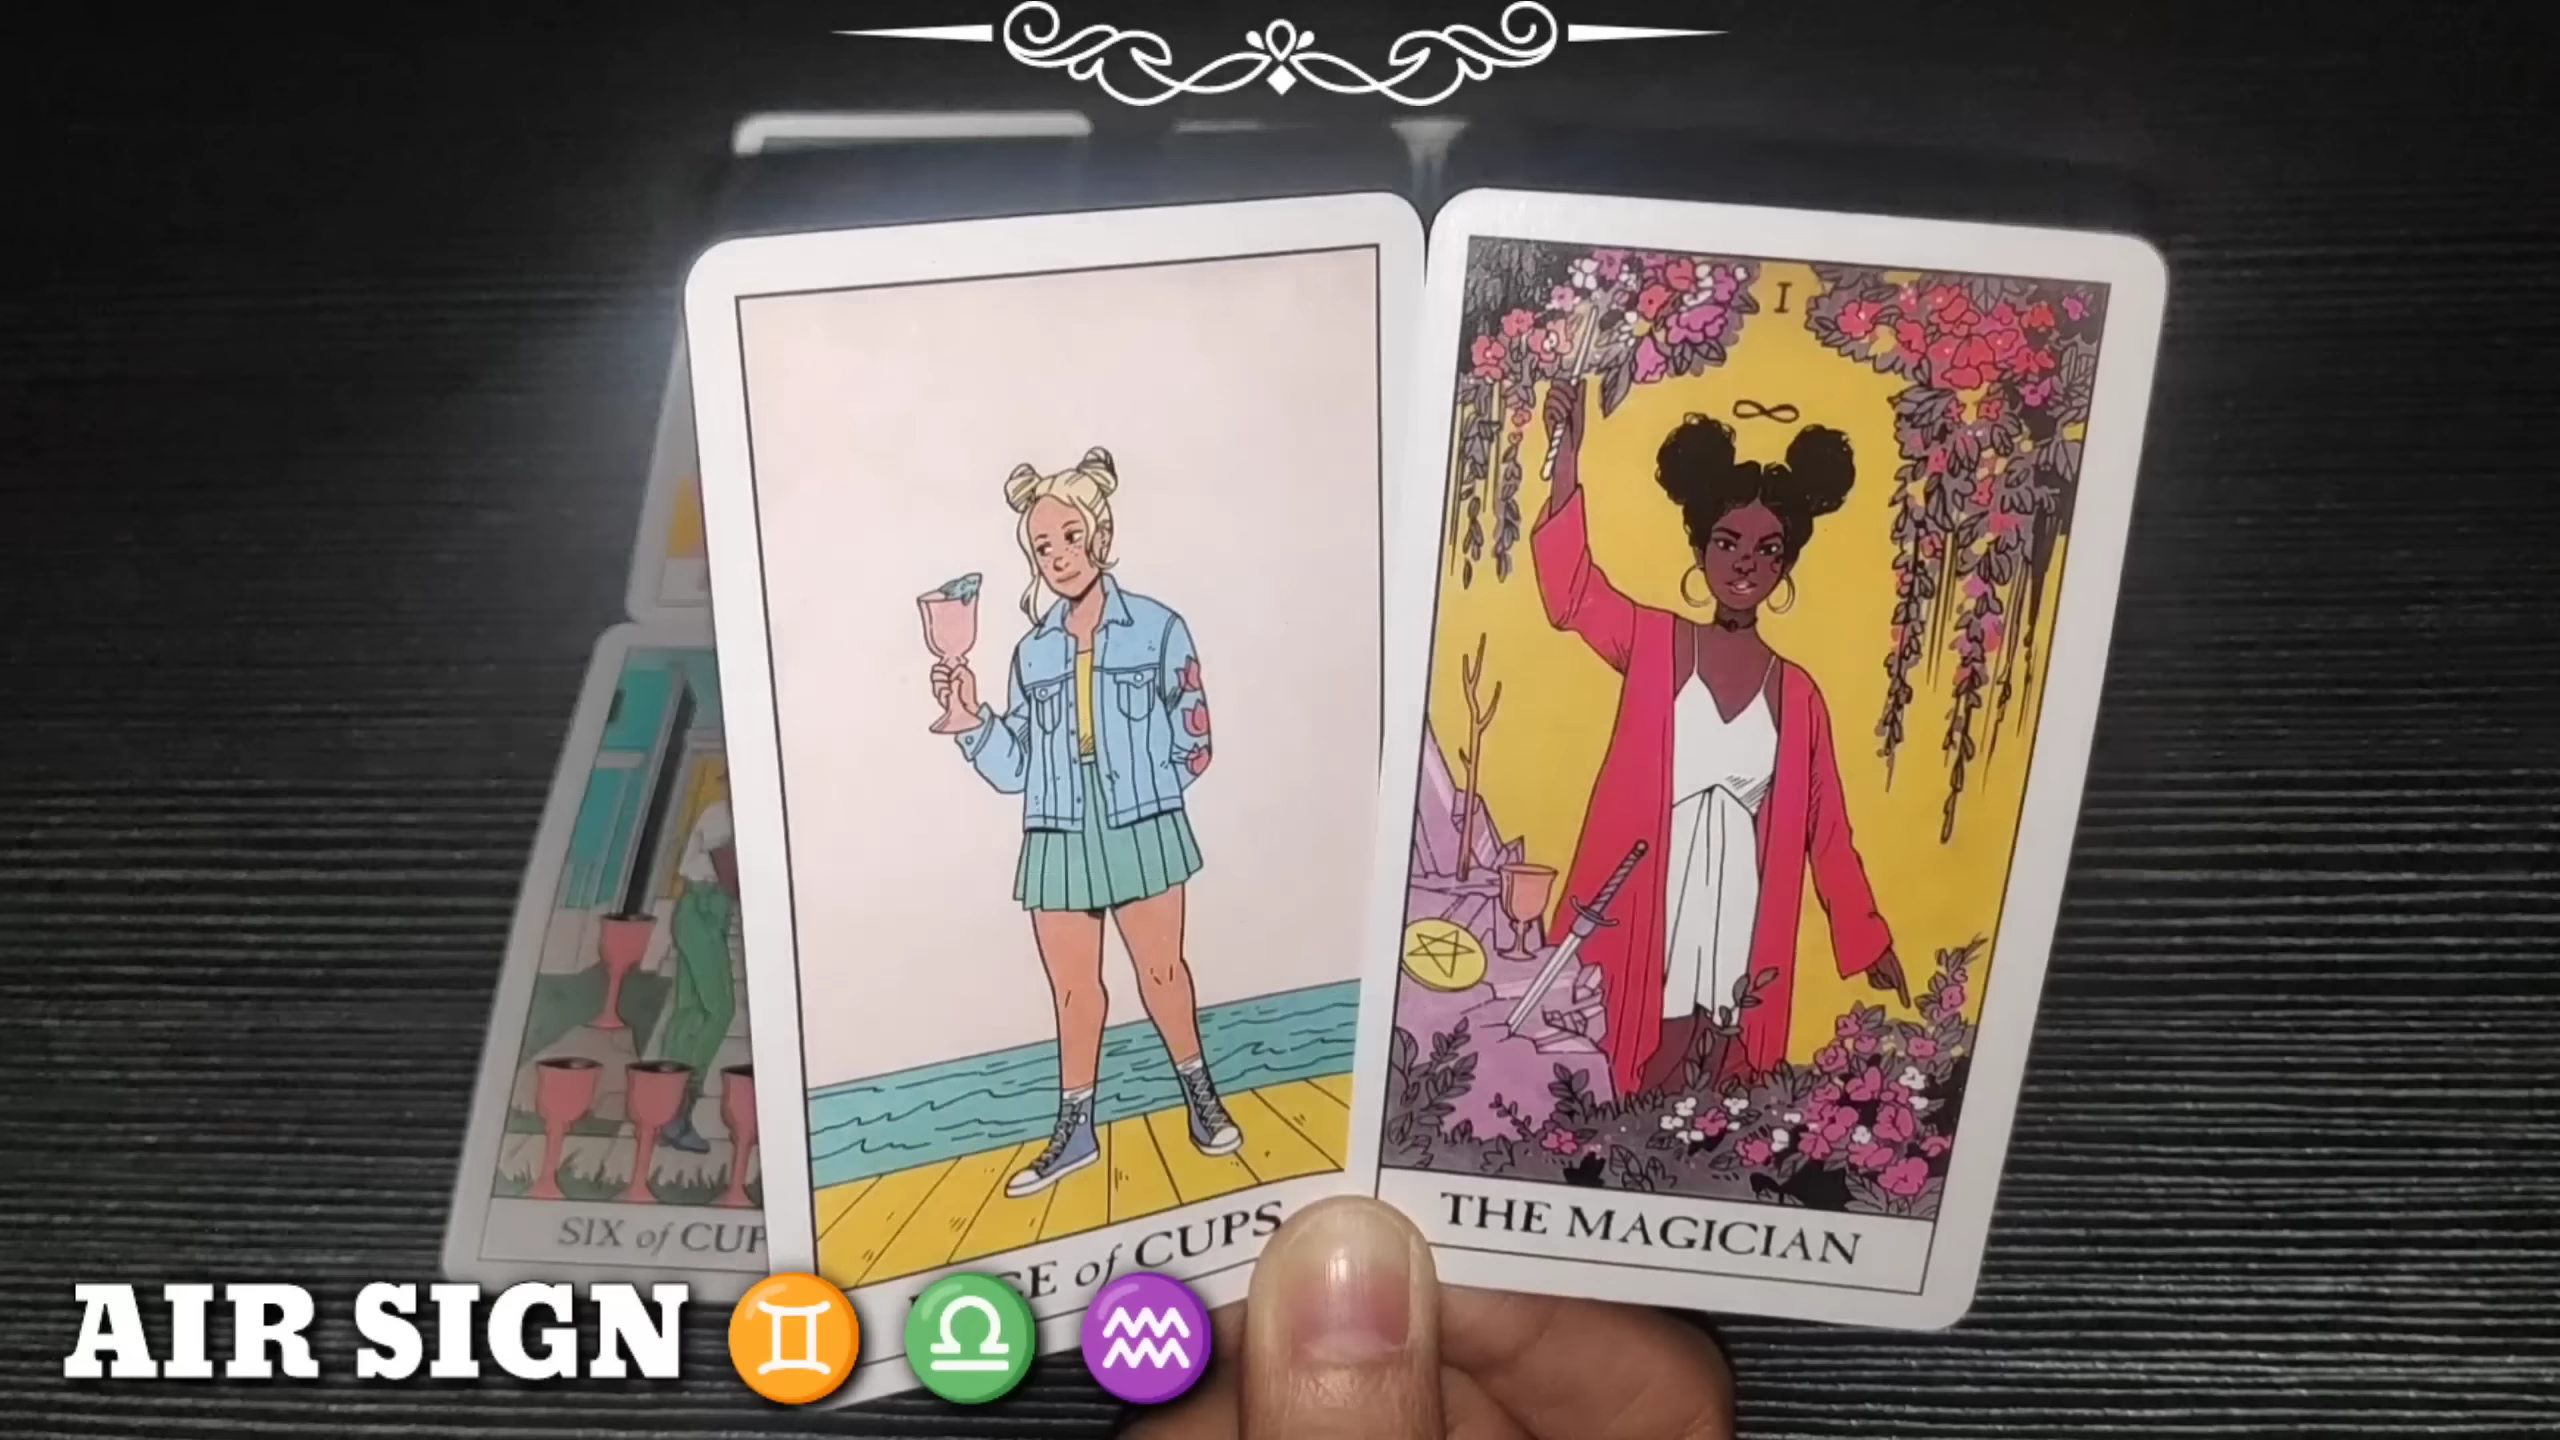 I
SIX of CUP
CE of CUPS
THE MAGICIAN
AIR SIGN ♊ ♎ ♒